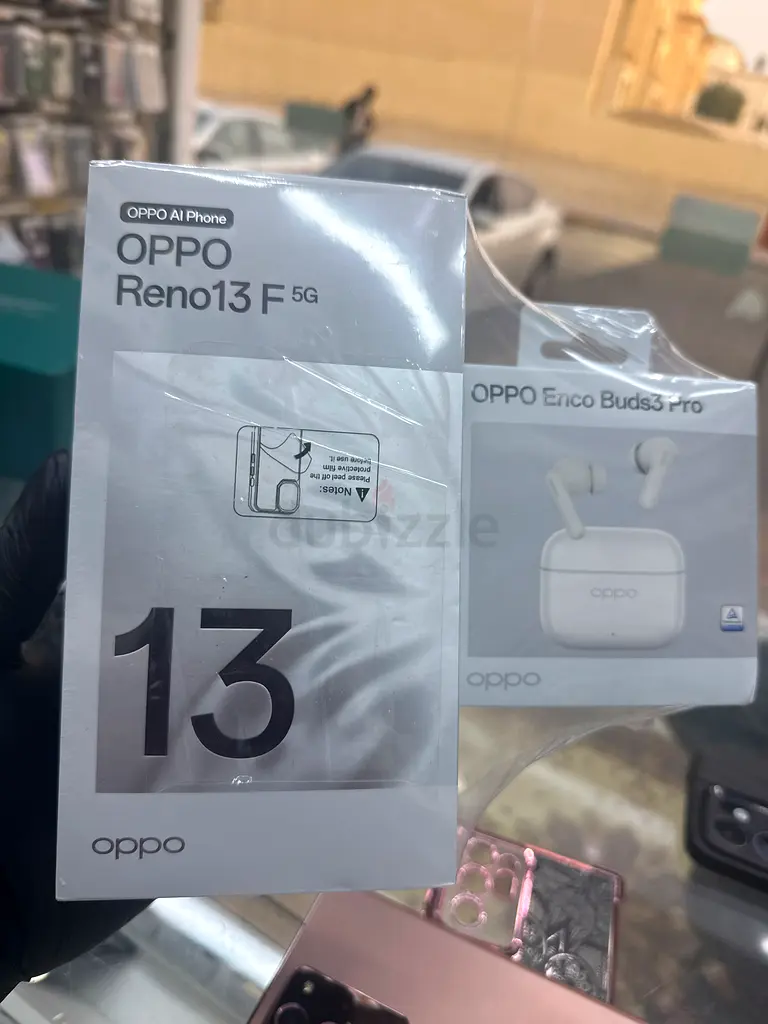 OPPO AI Phone
OPPO
Reno13 F 5G
Notes:
Please peel off the
protective film
before use it.
13
oppo
OPPO Enco Buds3 Pro
oppo
oppo
dubizzle